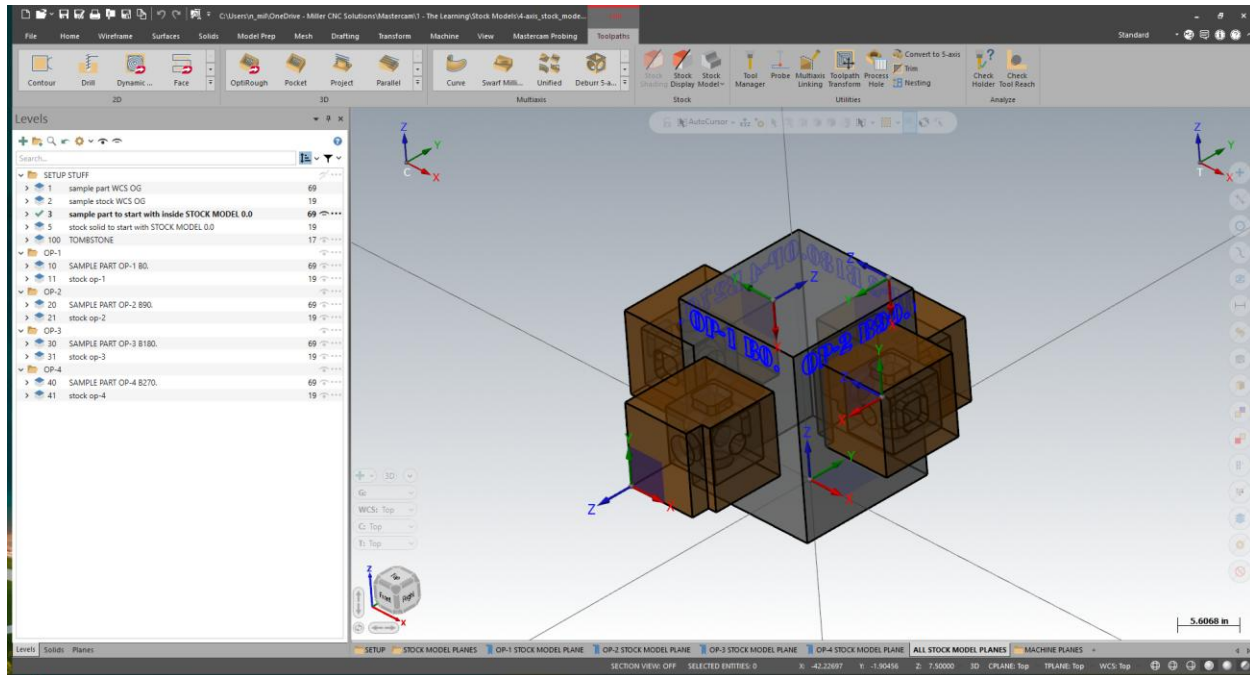 C:\Users\n_mil\OneDrive - Miller CNC Solutions\Mastercam\1 - The Learning\Stock Models\4-axis_stock_mode...
File Home Wireframe Surfaces Solids Model Prep Mesh Drafting Transform Machine View Mastercam Probing Toolpaths Standard
Contour Drill Dynamic ... Face OptiRough Pocket Project Parallel Curve Swarf Milli... Unified Deburr 5-a...
Stock Shading Stock Display Stock Model Tool Manager Probe Multiaxis Linking Toolpath Transform Process Hole Convert to 5-axis Trim Nesting Check Holder Check Tool Reach
2D 3D Multiaxis Stock Utilities Analyze
Levels
Search...
SETUP STUFF
1 sample part WCS OG 69
2 sample stock WCS OG 19
3 sample part to start with inside STOCK MODEL 0.0 69
5 stock solid to start with STOCK MODEL 0.0 19
100 TOMBSTONE 17
OP-1
10 SAMPLE PART OP-1 B0. 69
11 stock op-1 19
OP-2
20 SAMPLE PART OP-2 B90. 69
21 stock op-2 19
OP-3
30 SAMPLE PART OP-3 B180. 69
31 stock op-3 19
OP-4
40 SAMPLE PART OP-4 B270. 69
41 stock op-4 19
AutoCursor
Z Y X C
Z Y X T
OP-1 B0.
OP-2 B90.
Z Y X
3D
G:
WCS: Top
C: Top
T: Top
Z Top Front Right X
5.6068 in
Levels Solids Planes
SETUP STOCK MODEL PLANES OP-1 STOCK MODEL PLANE OP-2 STOCK MODEL PLANE OP-3 STOCK MODEL PLANE OP-4 STOCK MODEL PLANE ALL STOCK MODEL PLANES MACHINE PLANES +
SECTION VIEW: OFF SELECTED ENTITIES: 0 X: -42.22697 Y: -1.90456 Z: 7.50000 3D CPLANE: Top TPLANE: Top WCS: Top